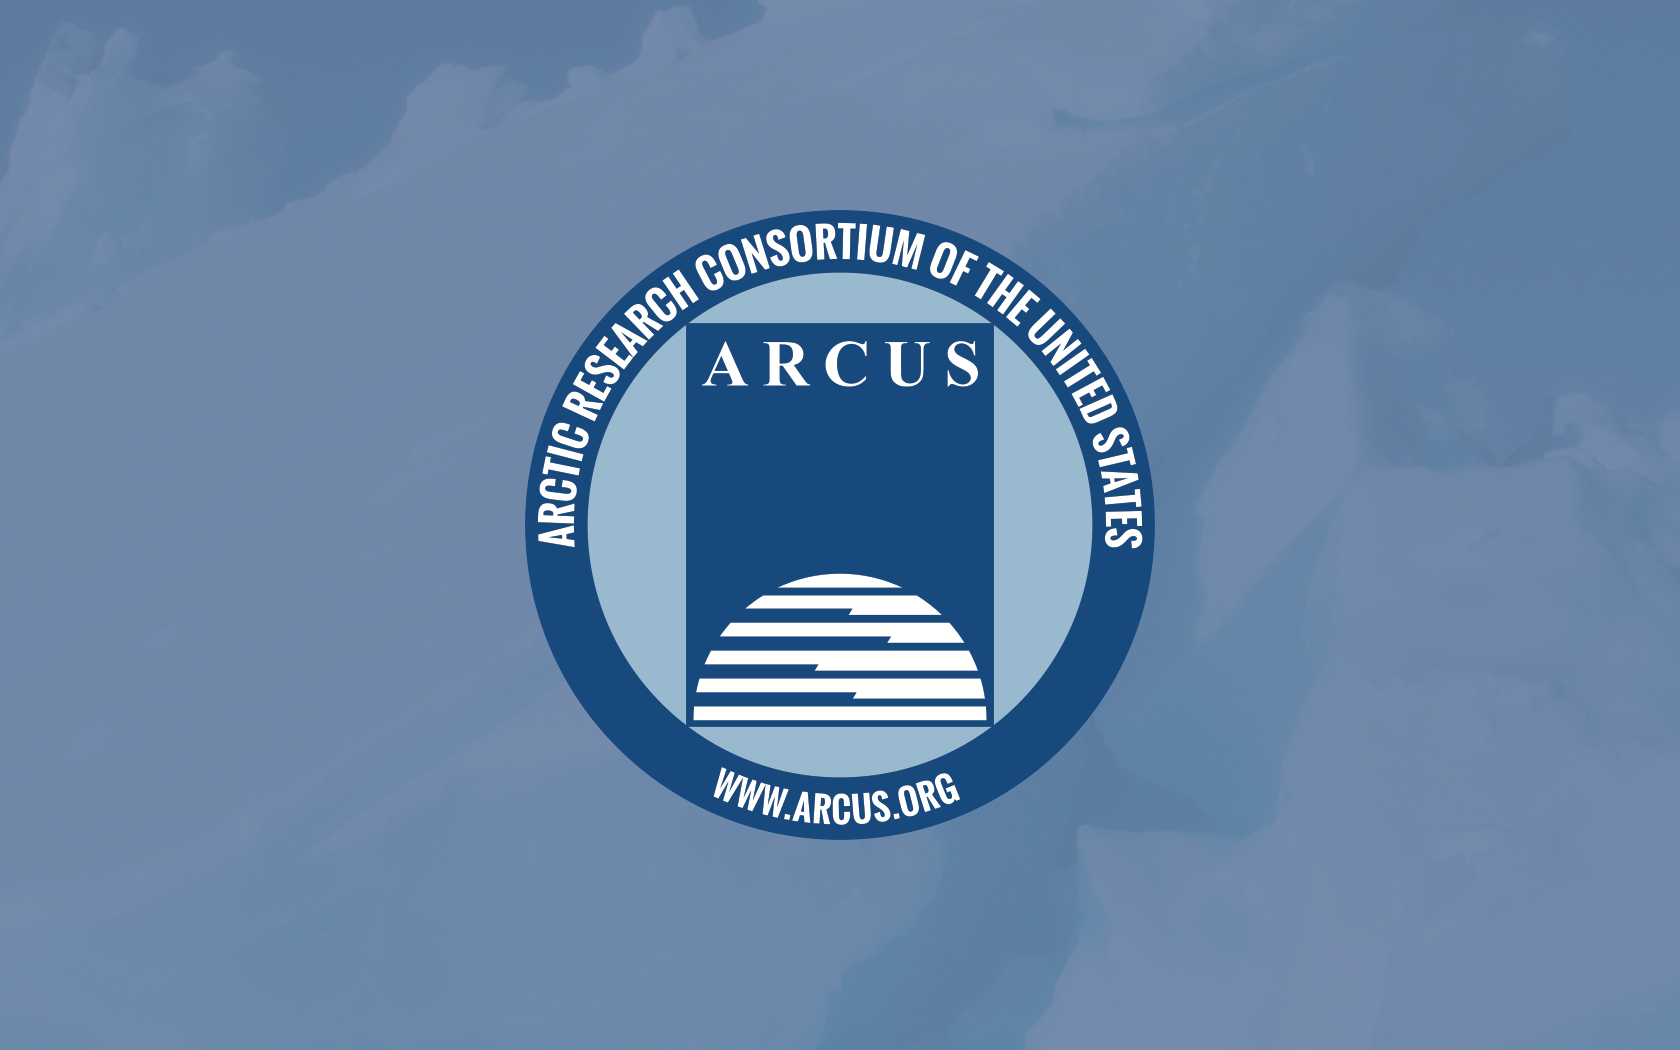 ARCTIC RESEARCH CONSORTIUM OF THE UNITED STATES
ARCUS
WWW.ARCUS.ORG